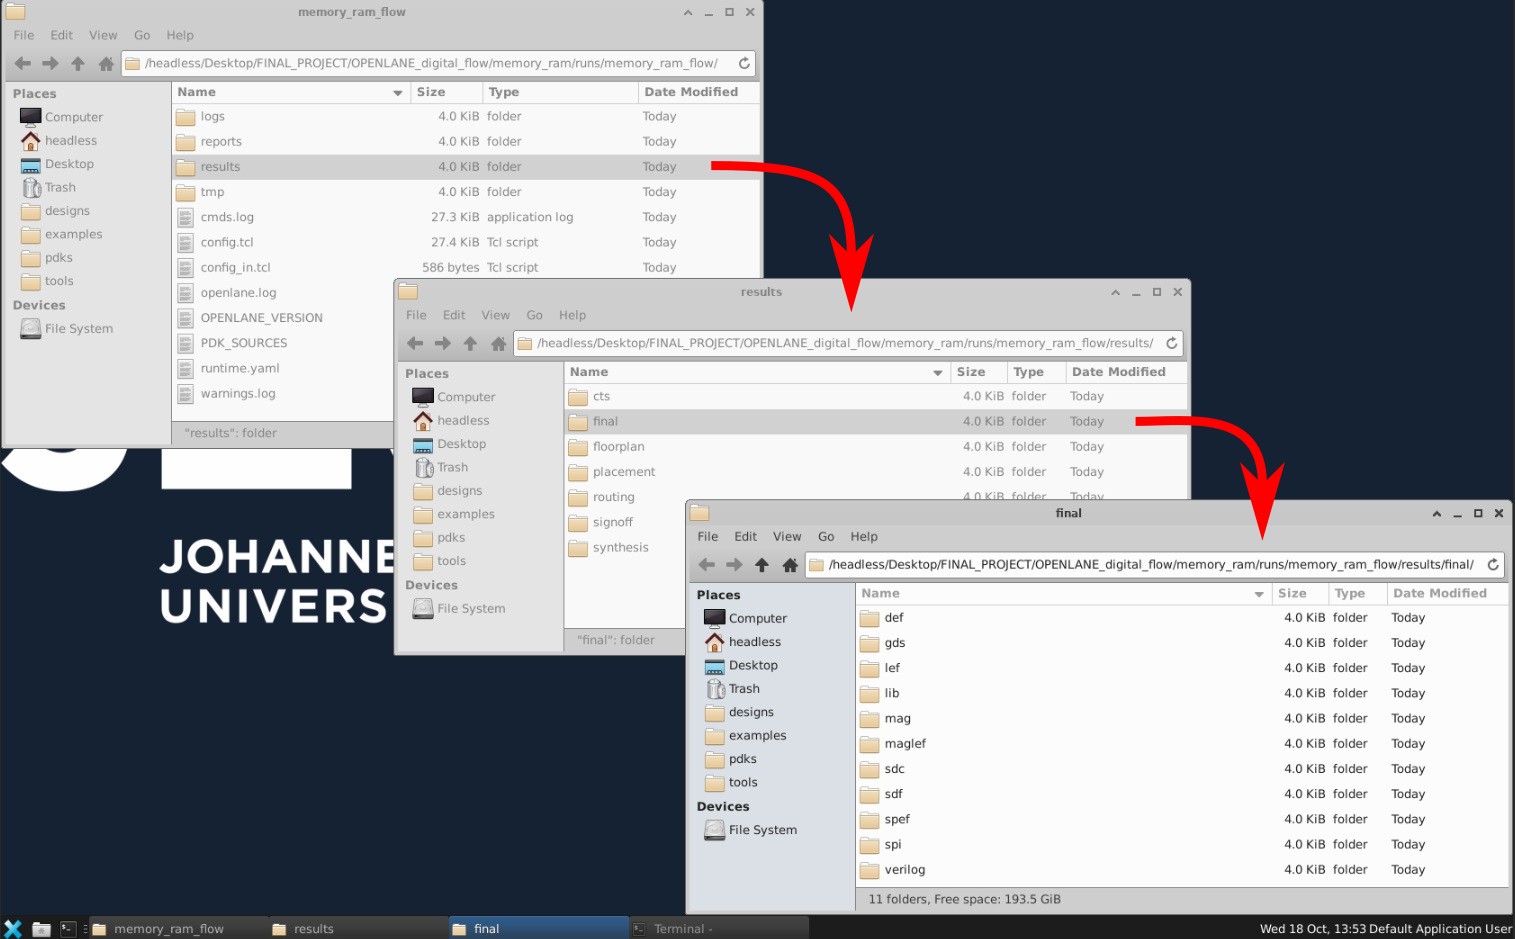 memory_ram_flow
File Edit View Go Help
/headless/Desktop/FINAL_PROJECT/OPENLANE_digital_flow/memory_ram/runs/memory_ram_flow/
Places
Computer
headless
Desktop
Trash
designs
examples
pdks
tools
Devices
File System
Name Size Type Date Modified
logs 4.0 KiB folder Today
reports 4.0 KiB folder Today
results 4.0 KiB folder Today
tmp 4.0 KiB folder Today
cmds.log 27.3 KiB application log Today
config.tcl 27.4 KiB Tcl script Today
config_in.tcl 586 bytes Tcl script Today
openlane.log
OPENLANE_VERSION
PDK_SOURCES
runtime.yaml
warnings.log
"results": folder
results
File Edit View Go Help
/headless/Desktop/FINAL_PROJECT/OPENLANE_digital_flow/memory_ram/runs/memory_ram_flow/results/
Places
Computer
headless
Desktop
Trash
designs
examples
pdks
tools
Devices
File System
Name Size Type Date Modified
cts 4.0 KiB folder Today
final 4.0 KiB folder Today
floorplan 4.0 KiB folder Today
placement 4.0 KiB folder Today
routing 4.0 KiB folder Today
signoff
synthesis
"final": folder
final
File Edit View Go Help
/headless/Desktop/FINAL_PROJECT/OPENLANE_digital_flow/memory_ram/runs/memory_ram_flow/results/final/
Places
Computer
headless
Desktop
Trash
designs
examples
pdks
tools
Devices
File System
Name Size Type Date Modified
def 4.0 KiB folder Today
gds 4.0 KiB folder Today
lef 4.0 KiB folder Today
lib 4.0 KiB folder Today
mag 4.0 KiB folder Today
maglef 4.0 KiB folder Today
sdc 4.0 KiB folder Today
sdf 4.0 KiB folder Today
spef 4.0 KiB folder Today
spi 4.0 KiB folder Today
verilog 4.0 KiB folder Today
11 folders, Free space: 193.5 GiB
JOHANNE
UNIVERS
memory_ram_flow results final Terminal - Wed 18 Oct, 13:53 Default Application User